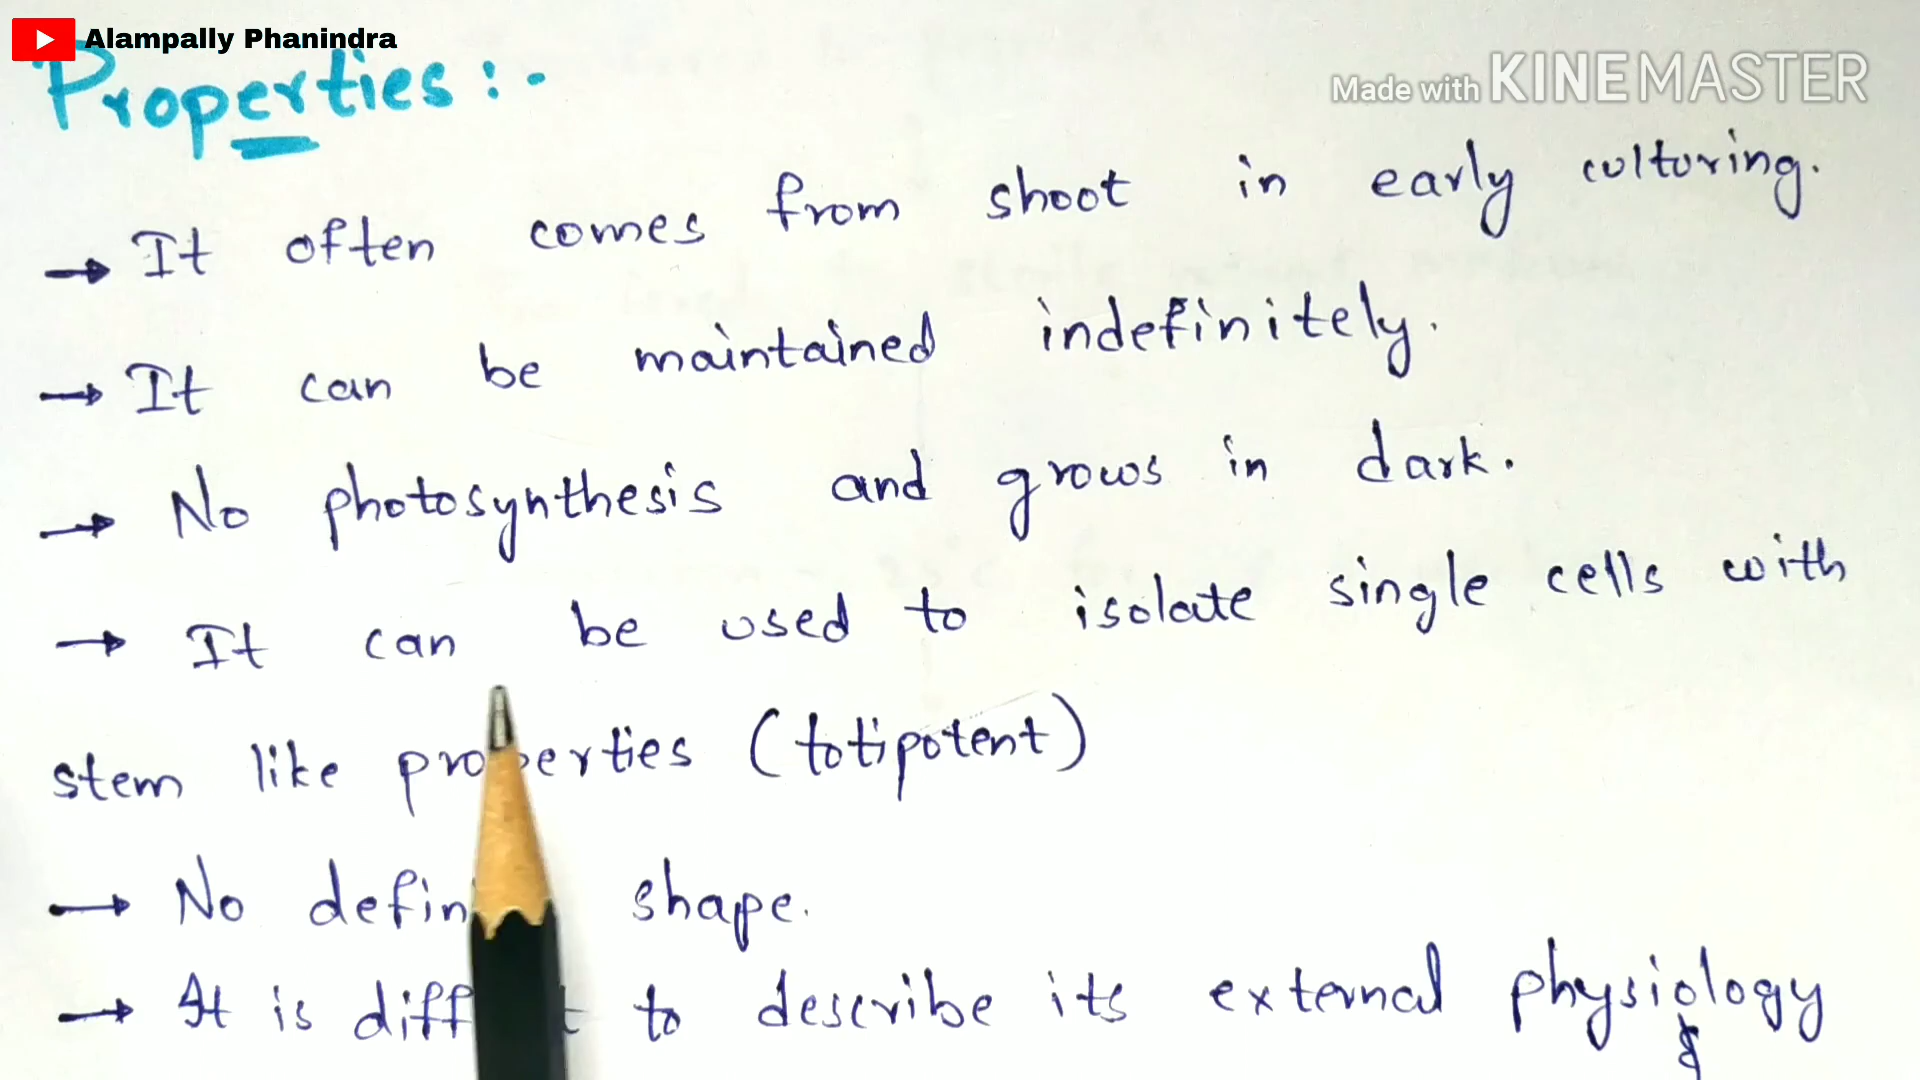 Alampally Phanindra
Made with KINEMASTER
Properties :-
→ It often comes from shoot in early culturing.
→ It can be maintained indefinitely.
→ No photosynthesis and grows in dark.
→ It can be used to isolate single cells with
stem like properties (totipotent)
→ No shape.
→ It is to describe its external physiology